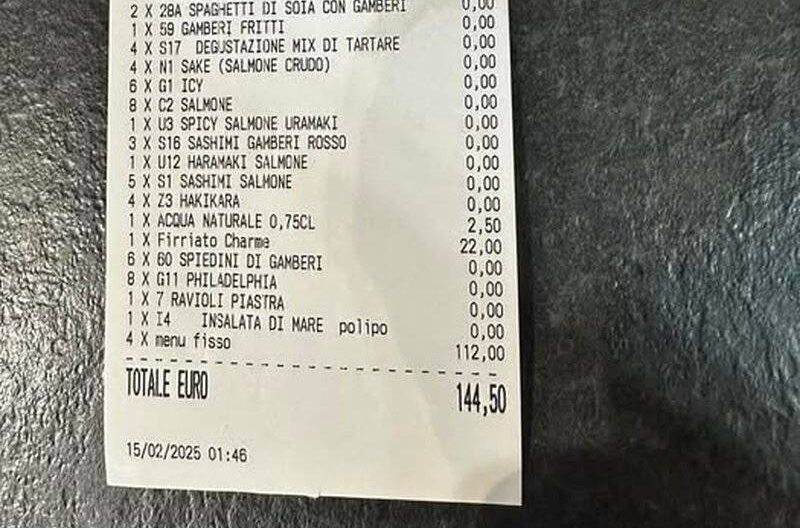 2 X 28A SPAGHETTI DI SOIA CON GAMBERI 0,00
1 X 59 GAMBERI FRITTI 0,00
4 X S17 DEGUSTAZIONE MIX DI TARTARE 0,00
4 X N1 SAKE (SALMONE CRUDO) 0,00
6 X G1 ICY 0,00
8 X C2 SALMONE 0,00
1 X U3 SPICY SALMONE URAMAKI 0,00
3 X S16 SASHIMI GAMBERI ROSSO 0,00
1 X U12 HARAMAKI SALMONE 0,00
5 X S1 SASHIMI SALMONE 0,00
4 X Z3 HAKIKARA 0,00
1 X ACQUA NATURALE 0,75CL 2,50
1 X Firriato Charme 22,00
6 X 60 SPIEDINI DI GAMBERI 0,00
8 X G11 PHILADELPHIA 0,00
1 X 7 RAVIOLI PIASTRA 0,00
1 X I4 INSALATA DI MARE polipo 0,00
4 X menu fisso 112,00
TOTALE EURO 144,50
15/02/2025 01:46